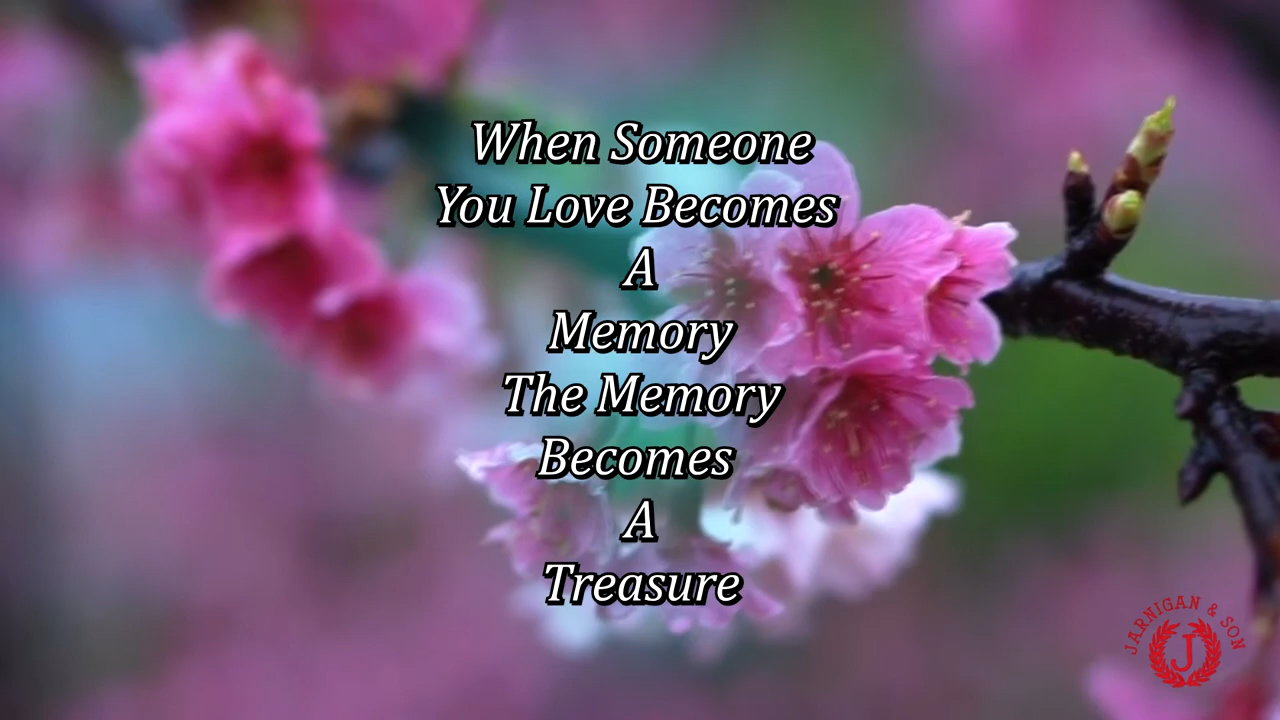 When Someone
You Love Becomes
A
Memory
The Memory
Becomes
A
Treasure
JARNIGAN & SON
J